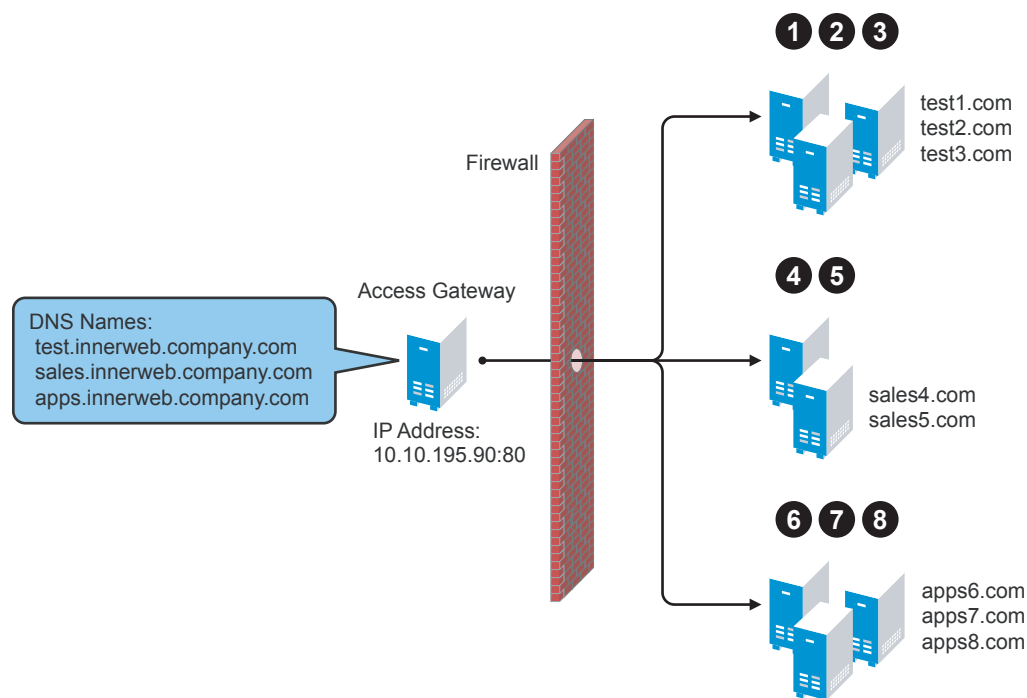 1 2 3
test1.com
test2.com
test3.com
Firewall
4 5
Access Gateway
DNS Names:
test.innerweb.company.com
sales.innerweb.company.com
apps.innerweb.company.com
sales4.com
sales5.com
IP Address:
10.10.195.90:80
6 7 8
apps6.com
apps7.com
apps8.com